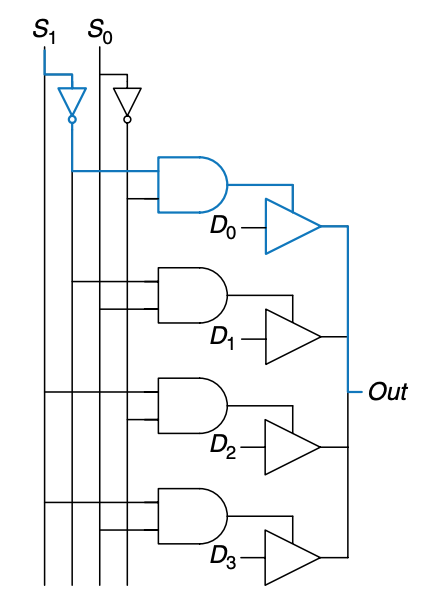 S₁ S₀
D₀
D₁
Out
D₂
D₃